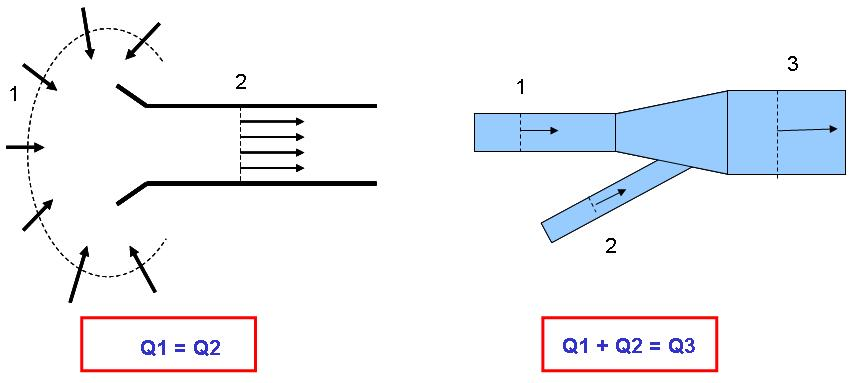 1
2
Q1 = Q2
1
2
3
Q1 + Q2 = Q3